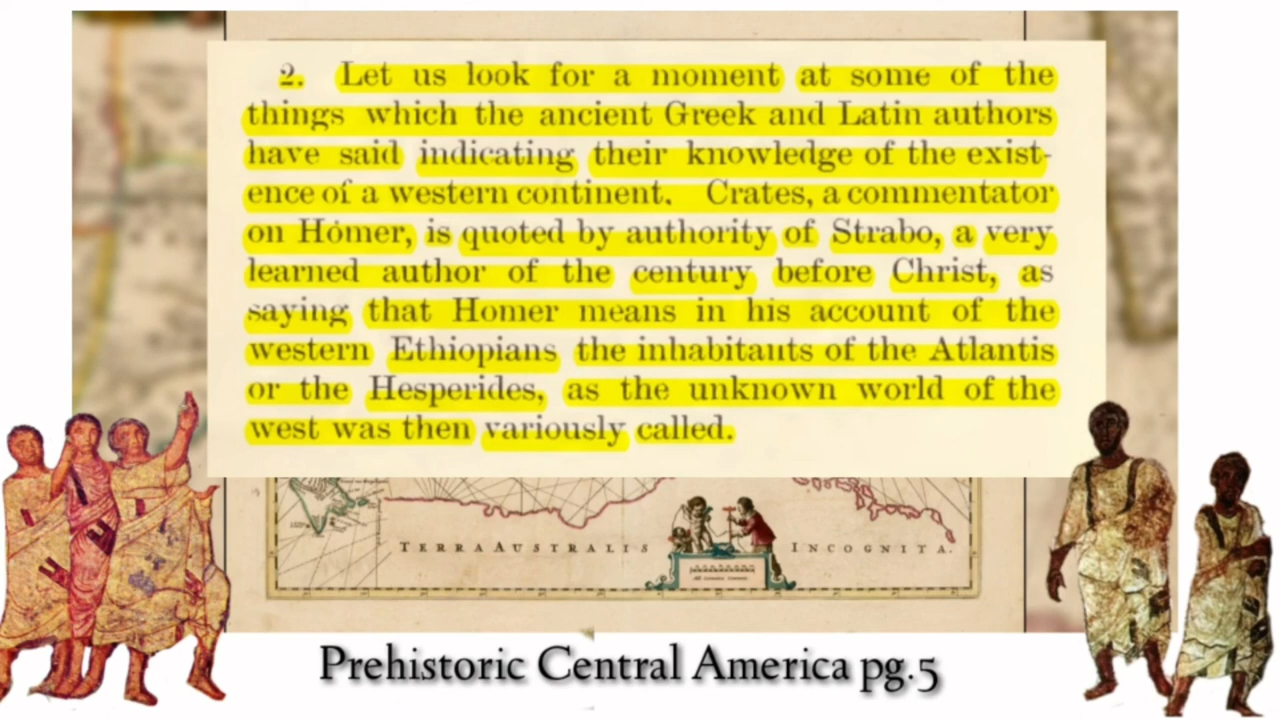 2. Let us look for a moment at some of the
things which the ancient Greek and Latin authors
have said indicating their knowledge of the exist-
ence of a western continent. Crates, a commentator
on Homer, is quoted by authority of Strabo, a very
learned author of the century before Christ, as
saying that Homer means in his account of the
western Ethiopians the inhabitants of the Atlantis
or the Hesperides, as the unknown world of the
west was then variously called.
TERRA AUSTRALIS INCOGNITA.
Prehistoric Central America pg.5